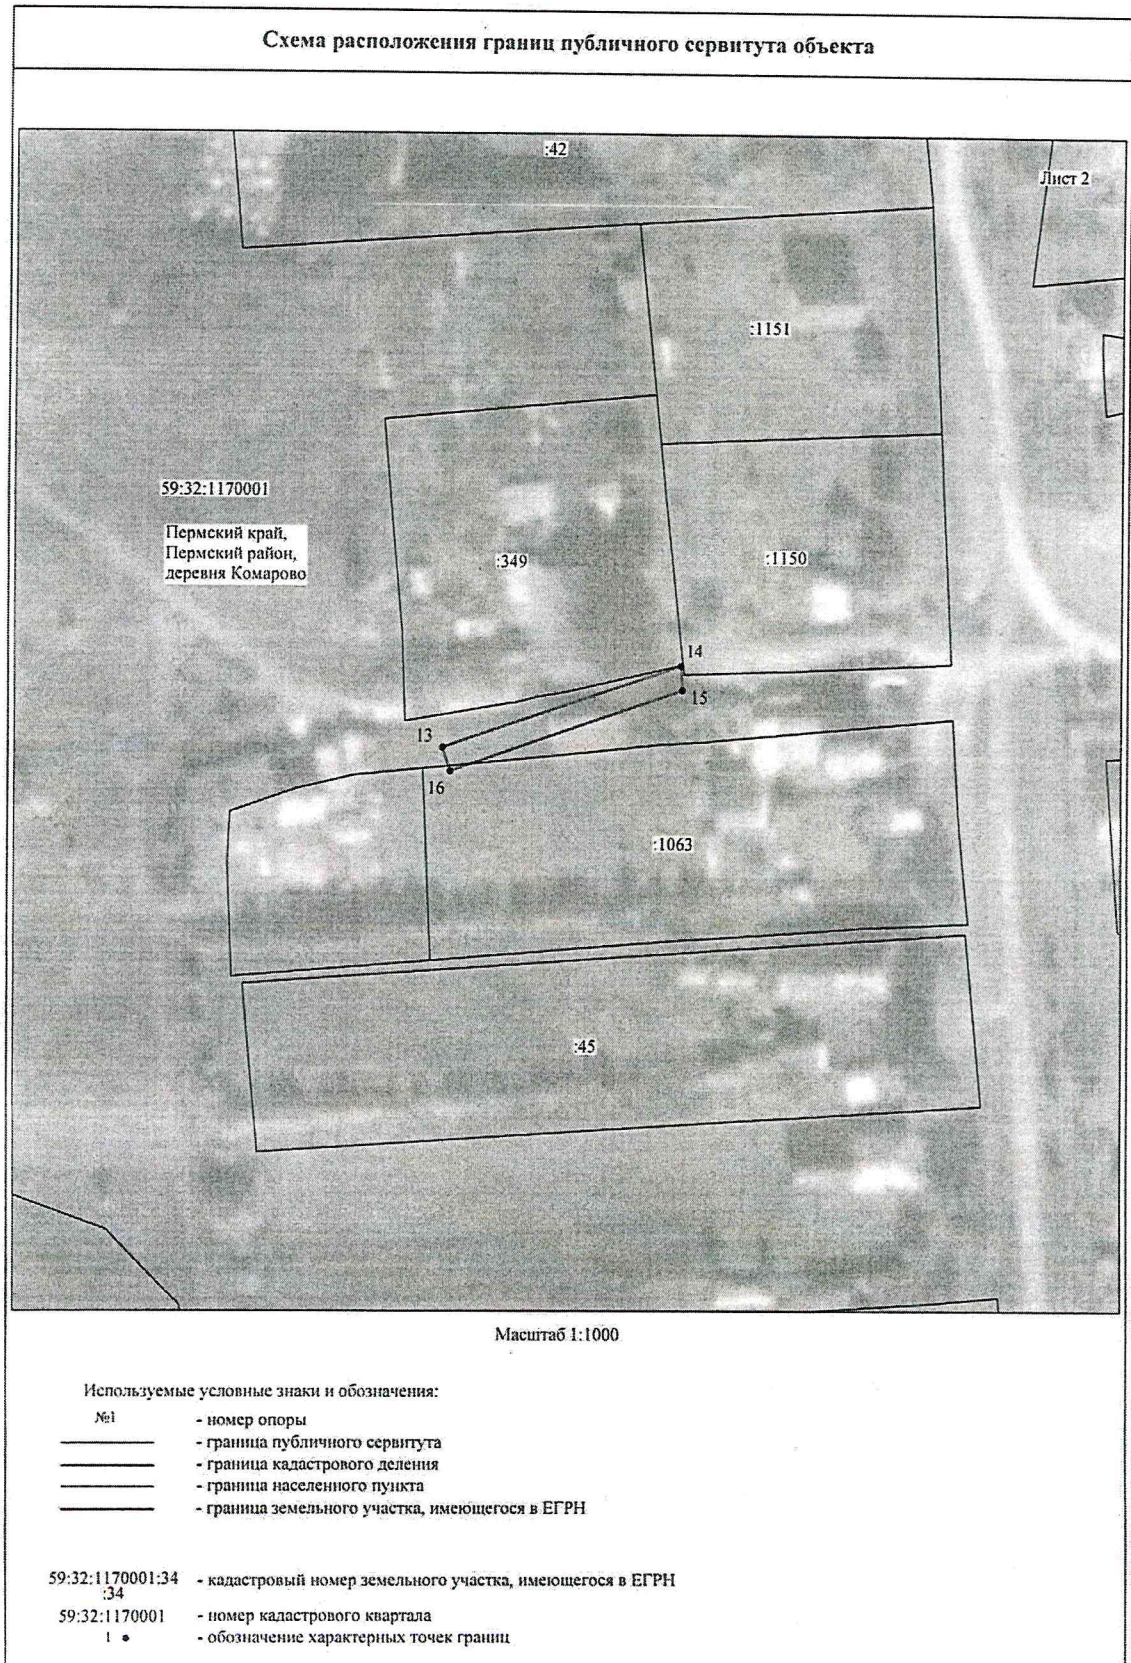 Схема расположения границ публичного сервитута объекта
:42
Лист 2
:1151
59:32:1170001
Пермский край,
Пермский район,
деревня Комарово
:349
:1150
14
15
13
16
:1063
:45
Масштаб 1:1000
Используемые условные знаки и обозначения:
№1 - номер опоры
- граница публичного сервитута
- граница кадастрового деления
- граница населенного пункта
- граница земельного участка, имеющегося в ЕГРН
59:32:1170001:34 - кадастровый номер земельного участка, имеющегося в ЕГРН
:34
59:32:1170001 - номер кадастрового квартала
1 - обозначение характерных точек границ